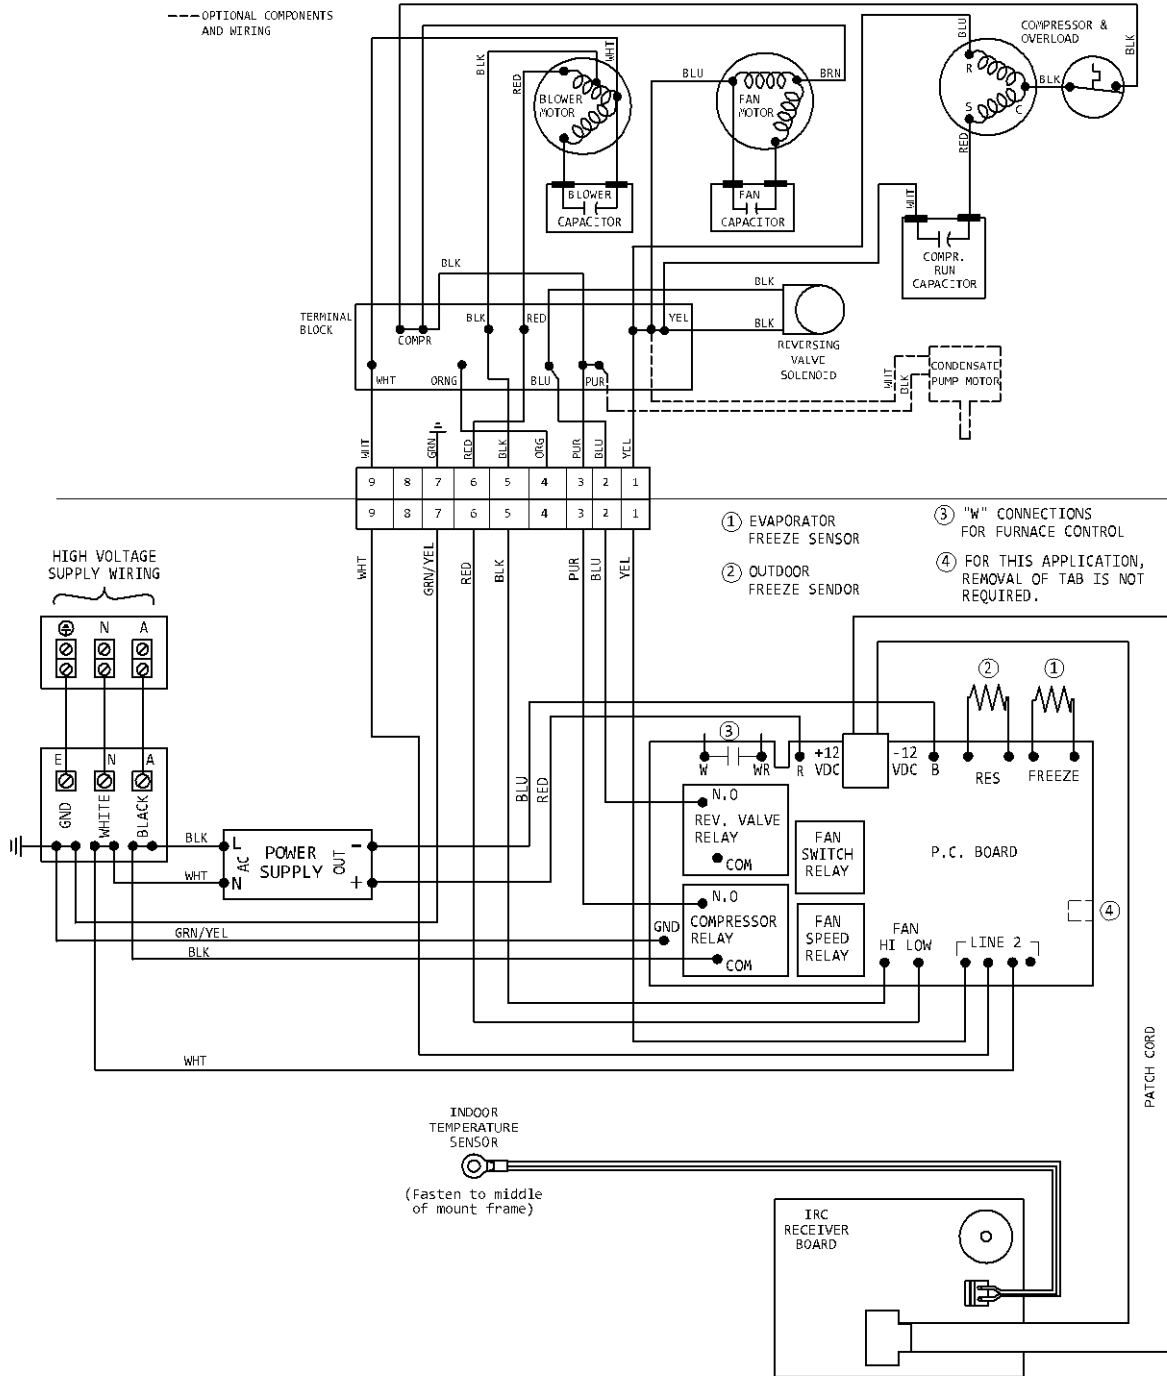 OPTIONAL COMPONENTS
AND WIRING
COMPRESSOR &
OVERLOAD
BLU
BLK
WHT
BLK
RED
BLOWER
MOTOR
BLU
FAN
MOTOR
BRN
R
S
C
BLK
RED
BLOWER
CAPACITOR
FAN
CAPACITOR
WHT
COMPR.
RUN
CAPACITOR
BLK
BLK
BLK
REVERSING
VALVE
SOLENOID
TERMINAL
BLOCK
COMPR
BLK
RED
YEL
WHT
ORNG
BLU
PUR
WHT
BLK
CONDENSATE
PUMP MOTOR
WHT
GRN
RED
BLK
ORG
PUR
BLU
YEL
9 8 7 6 5 4 3 2 1
9 8 7 6 5 4 3 2 1
WHT
GRN/YEL
RED
BLK
PUR
BLU
YEL
1 EVAPORATOR
FREEZE SENSOR
2 OUTDOOR
FREEZE SENDOR
3 "W" CONNECTIONS
FOR FURNACE CONTROL
4 FOR THIS APPLICATION,
REMOVAL OF TAB IS NOT
REQUIRED.
HIGH VOLTAGE
SUPPLY WIRING
N A
E N A
GND
WHITE
BLACK
BLK
WHT
L
N
AC
POWER
SUPPLY
OUT
-
+
BLU
RED
GRN/YEL
BLK
WHT
3
2
1
W
WR
R
+12
VDC
-12
VDC
B
RES
FREEZE
N.O
REV. VALVE
RELAY
COM
FAN
SWITCH
RELAY
P.C. BOARD
N.O
COMPRESSOR
RELAY
COM
GND
FAN
SPEED
RELAY
FAN
HI LOW
LINE 2
4
PATCH CORD
INDOOR
TEMPERATURE
SENSOR
(Fasten to middle
of mount frame)
IRC
RECEIVER
BOARD